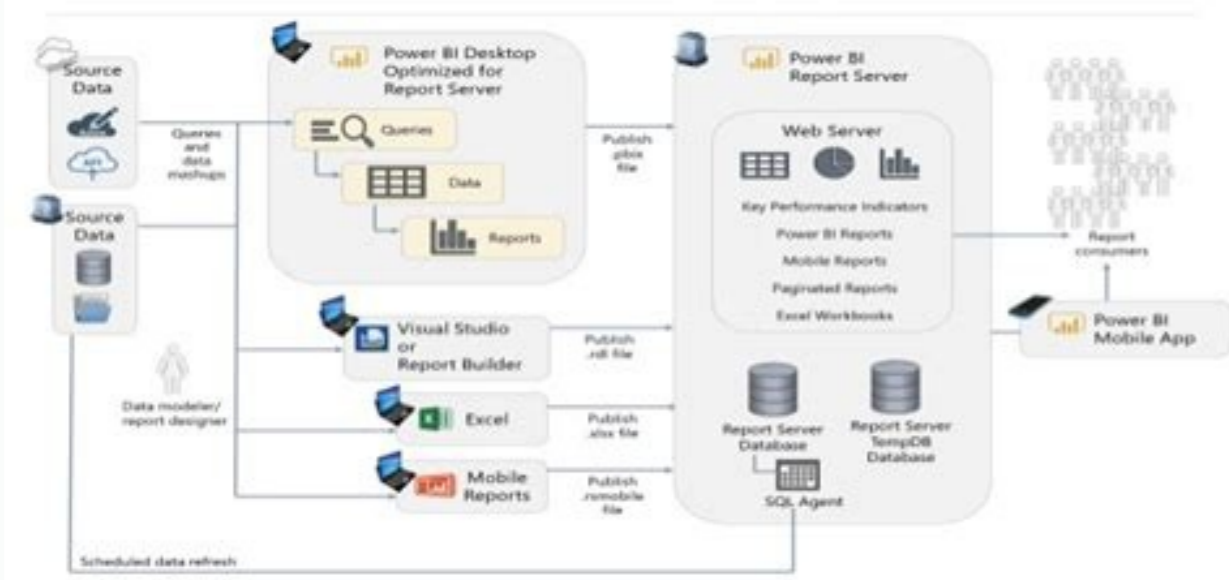 Source
Data
API
Queries
and
data
mashups
Source
Data
Power BI Desktop
Optimized for
Report Server
Queries
Data
Reports
Publish
.pbix
file
Visual Studio
or
Report Builder
Publish
.rdl file
Data modeler/
report designer
Excel
Publish
.xlsx file
Mobile
Reports
Publish
.rsmobile
file
Scheduled data refresh
Power BI
Report Server
Web Server
Key Performance Indicators
Power BI Reports
Mobile Reports
Paginated Reports
Excel Workbooks
Report Server
Database
Report Server
TempDB
Database
SQL Agent
Report
consumers
Power BI
Mobile App